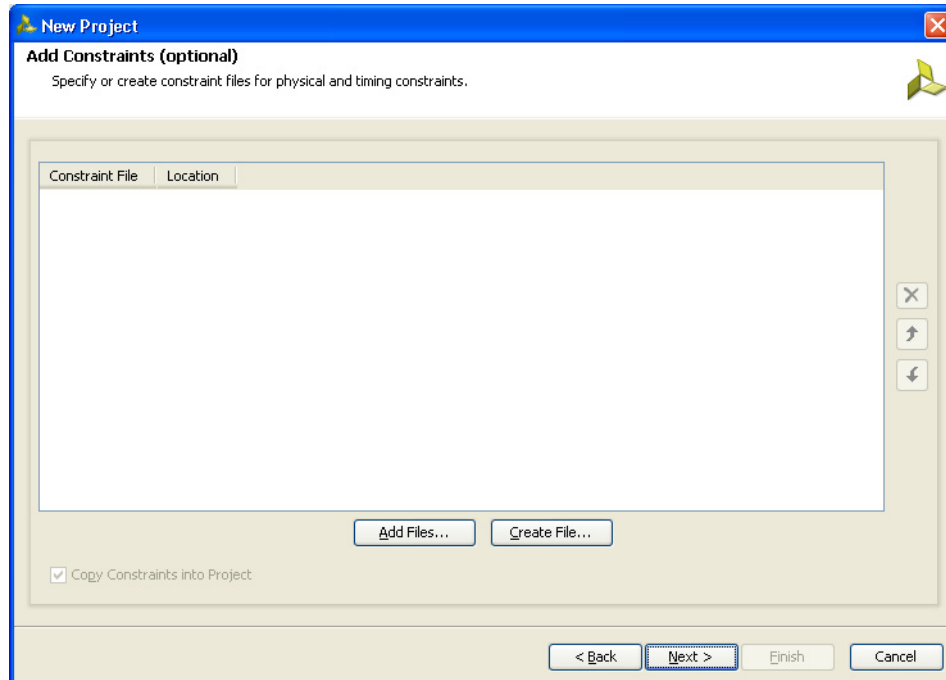 New Project
Add Constraints (optional)
Specify or create constraint files for physical and timing constraints.
Constraint File Location
Add Files... Create File...
Copy Constraints into Project
< Back Next > Finish Cancel